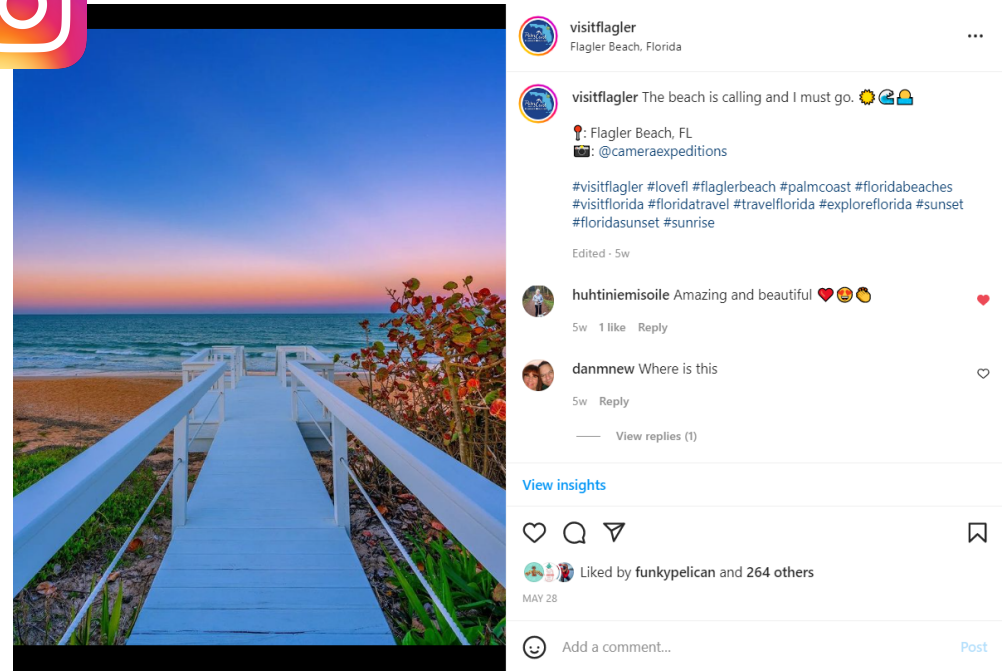 visitflagler
Flagler Beach, Florida
visitflagler The beach is calling and I must go. 🌞🌊🌅
📍: Flagler Beach, FL
📷: @cameraexpeditions
#visitflagler #lovefl #flaglerbeach #palmcoast #floridabeaches
#visitflorida #floridatravel #travelflorida #exploreflorida #sunset
#floridasunset #sunrise
Edited · 5w
huhtiniemisoile Amazing and beautiful ❤️😍👏
5w 1 like Reply
danmnew Where is this
5w Reply
View replies (1)
View insights
Liked by funkypelican and 264 others
MAY 28
Add a comment...
Post